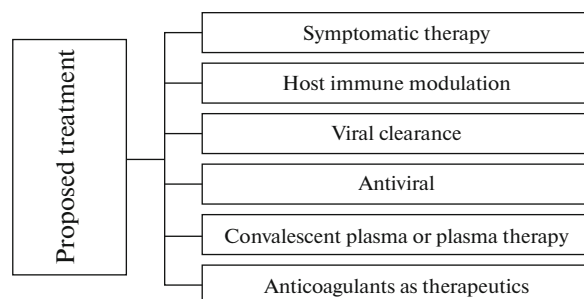 Proposed treatment
Symptomatic therapy
Host immune modulation
Viral clearance
Antiviral
Convalescent plasma or plasma therapy
Anticoagulants as therapeutics